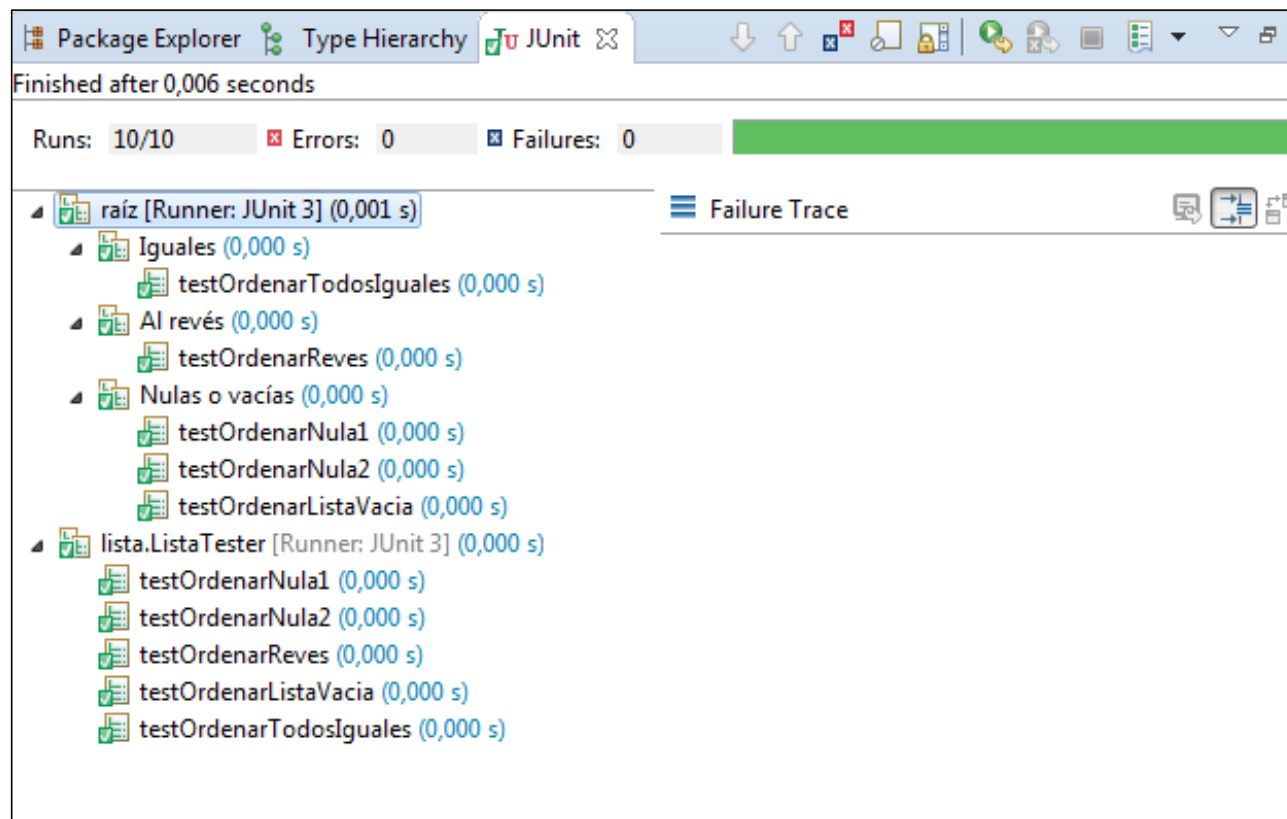 Package Explorer Type Hierarchy JU JUnit
Finished after 0,006 seconds
Runs: 10/10 Errors: 0 Failures: 0
raíz [Runner: JUnit 3] (0,001 s)
Failure Trace
Iguales (0,000 s)
testOrdenarTodosIguales (0,000 s)
Al revés (0,000 s)
testOrdenarReves (0,000 s)
Nulas o vacías (0,000 s)
testOrdenarNula1 (0,000 s)
testOrdenarNula2 (0,000 s)
testOrdenarListaVacia (0,000 s)
lista.ListaTester [Runner: JUnit 3] (0,000 s)
testOrdenarNula1 (0,000 s)
testOrdenarNula2 (0,000 s)
testOrdenarReves (0,000 s)
testOrdenarListaVacia (0,000 s)
testOrdenarTodosIguales (0,000 s)